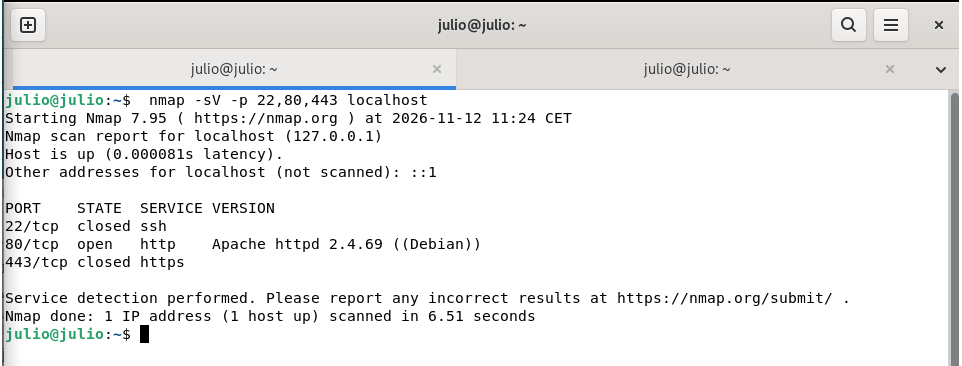 julio@julio: ~
julio@julio: ~
julio@julio: ~
julio@julio:~$  nmap -sV -p 22,80,443 localhost
Starting Nmap 7.95 ( https://nmap.org ) at 2026-11-12 11:24 CET
Nmap scan report for localhost (127.0.0.1)
Host is up (0.000081s latency).
Other addresses for localhost (not scanned): ::1
PORT    STATE  SERVICE VERSION
22/tcp  closed ssh
80/tcp  open   http    Apache httpd 2.4.69 ((Debian))
443/tcp closed https
Service detection performed. Please report any incorrect results at https://nmap.org/submit/ .
Nmap done: 1 IP address (1 host up) scanned in 6.51 seconds
julio@julio:~$